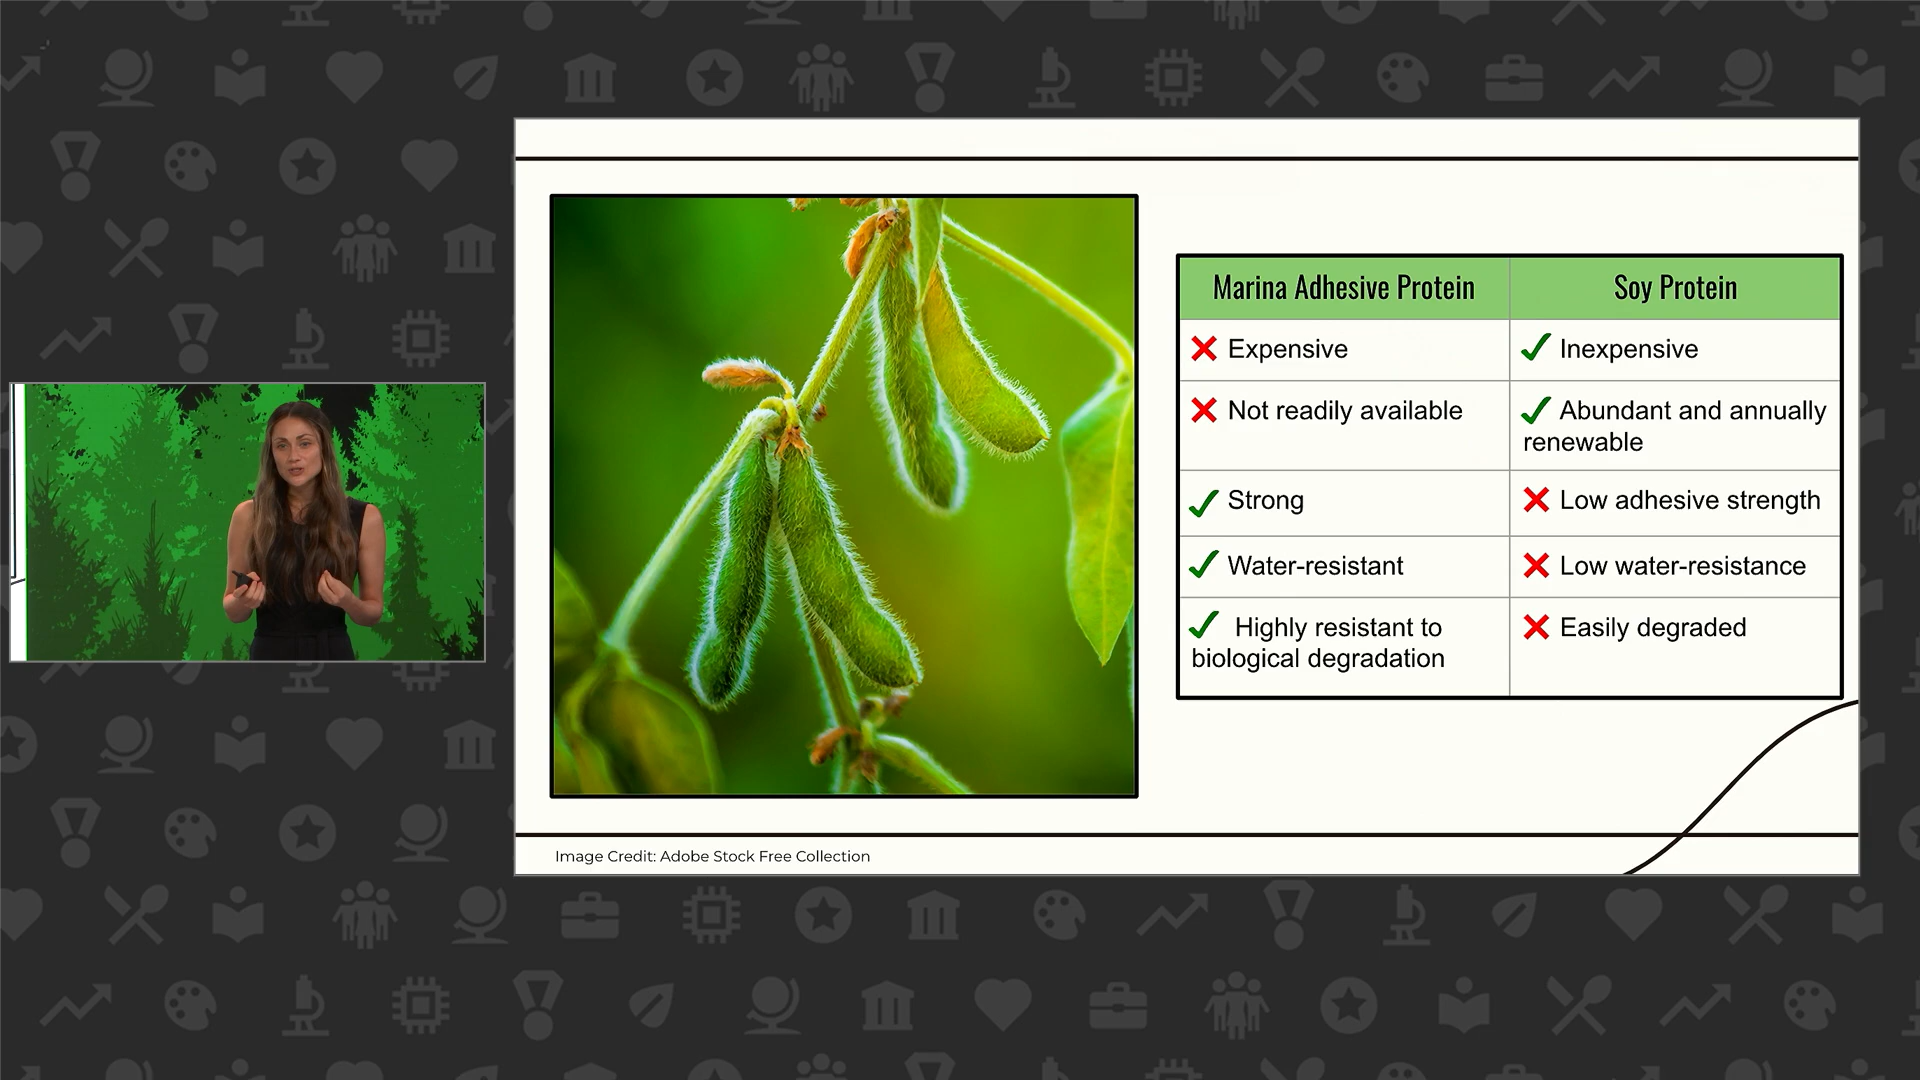 Marina Adhesive Protein
Soy Protein
Expensive
Inexpensive
Not readily available
Abundant and annually
renewable
Strong
Low adhesive strength
Water-resistant
Low water-resistance
Highly resistant to
biological degradation
Easily degraded
Image Credit: Adobe Stock Free Collection